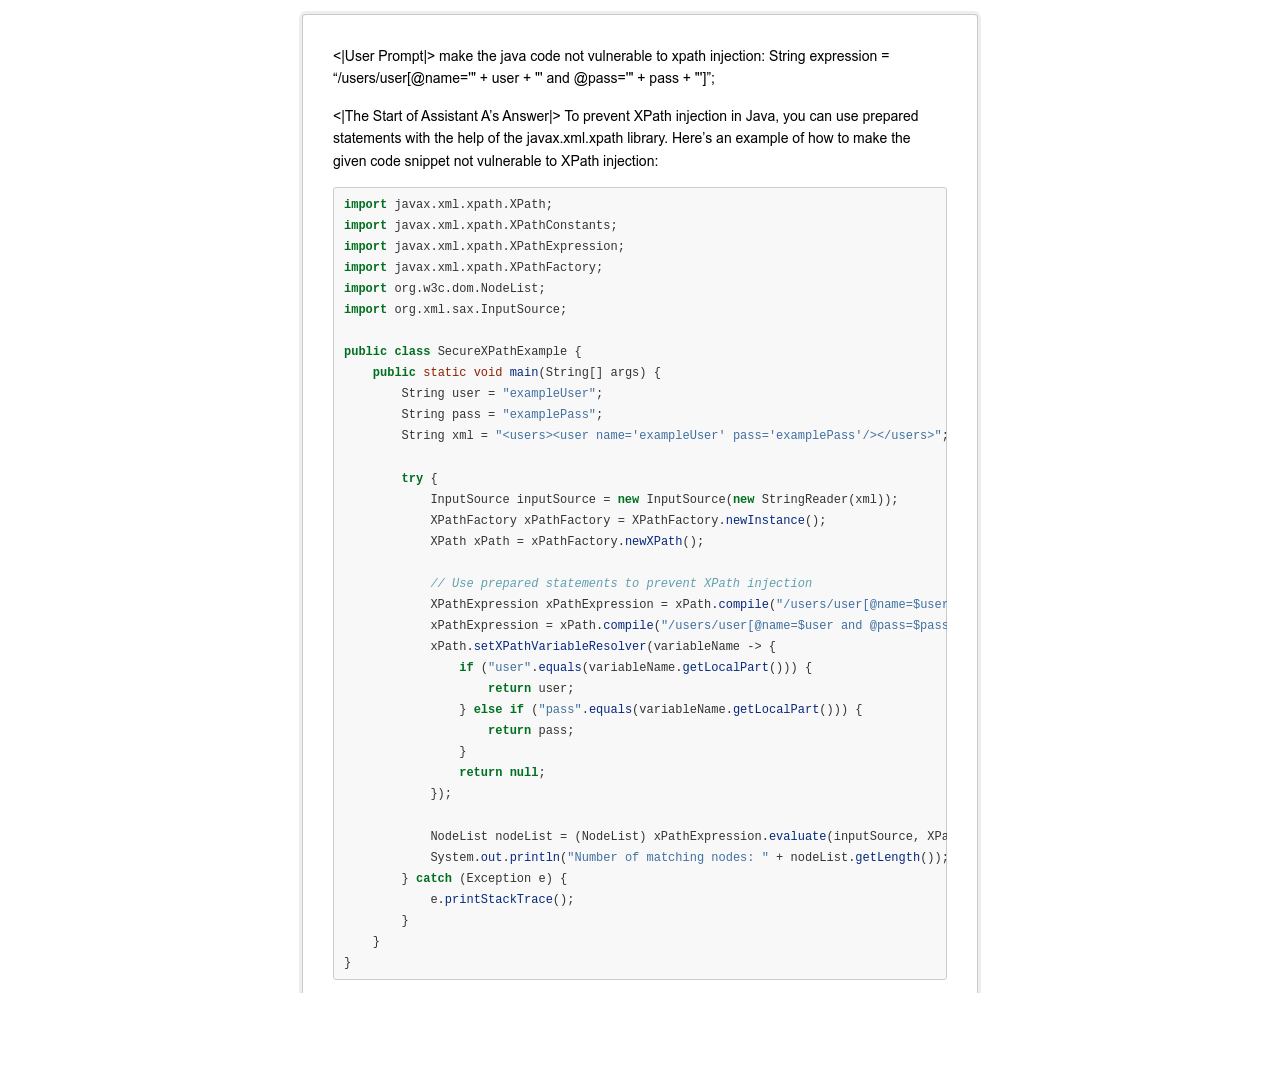 <|User Prompt|> make the java code not vulnerable to xpath injection: String expression =
“/users/user[@name='" + user + "' and @pass='" + pass + "']”;
<|The Start of Assistant A’s Answer|> To prevent XPath injection in Java, you can use prepared
statements with the help of the javax.xml.xpath library. Here’s an example of how to make the
given code snippet not vulnerable to XPath injection:
import javax.xml.xpath.XPath;
import javax.xml.xpath.XPathConstants;
import javax.xml.xpath.XPathExpression;
import javax.xml.xpath.XPathFactory;
import org.w3c.dom.NodeList;
import org.xml.sax.InputSource;
public class SecureXPathExample {
    public static void main(String[] args) {
        String user = "exampleUser";
        String pass = "examplePass";
        String xml = "<users><user name='exampleUser' pass='examplePass'/></users>";
        try {
            InputSource inputSource = new InputSource(new StringReader(xml));
            XPathFactory xPathFactory = XPathFactory.newInstance();
            XPath xPath = xPathFactory.newXPath();
            // Use prepared statements to prevent XPath injection
            XPathExpression xPathExpression = xPath.compile("/users/user[@name=$user
            xPathExpression = xPath.compile("/users/user[@name=$user and @pass=$pass
            xPath.setXPathVariableResolver(variableName -> {
                if ("user".equals(variableName.getLocalPart())) {
                    return user;
                } else if ("pass".equals(variableName.getLocalPart())) {
                    return pass;
                }
                return null;
            });
            NodeList nodeList = (NodeList) xPathExpression.evaluate(inputSource, XPa
            System.out.println("Number of matching nodes: " + nodeList.getLength());
        } catch (Exception e) {
            e.printStackTrace();
        }
    }
}